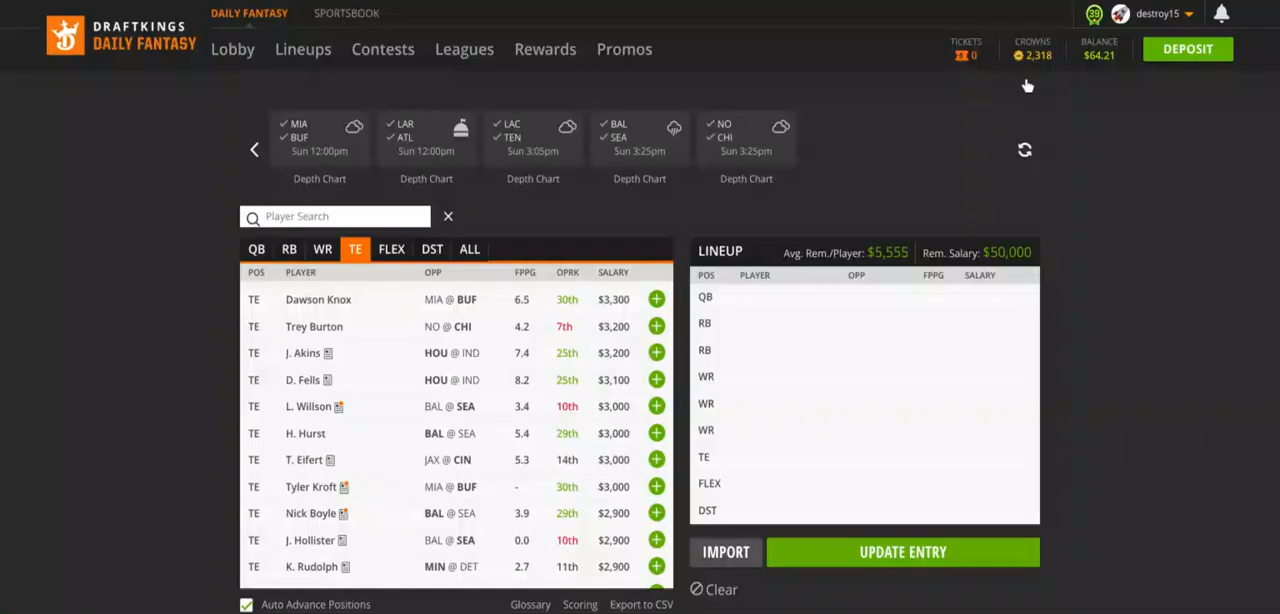 DRAFTKINGS
DAILY FANTASY
DAILY FANTASY SPORTSBOOK
39 destroy15
Lobby Lineups Contests Leagues Rewards Promos
TICKETS CROWNS BALANCE
0 2,318 $64.21 DEPOSIT
MIA LAR LAC BAL NO
BUF ATL TEN SEA CHI
Sun 12:00pm Sun 12:00pm Sun 3:05pm Sun 3:25pm Sun 3:25pm
Depth Chart Depth Chart Depth Chart Depth Chart Depth Chart
Player Search
QB RB WR TE FLEX DST ALL
POS PLAYER OPP FPPG OPRK SALARY
TE Dawson Knox MIA @ BUF 6.5 30th $3,300
TE Trey Burton NO @ CHI 4.2 7th $3,200
TE J. Akins HOU @ IND 7.4 25th $3,200
TE D. Fells HOU @ IND 8.2 25th $3,100
TE L. Willson BAL @ SEA 3.4 10th $3,000
TE H. Hurst BAL @ SEA 5.4 29th $3,000
TE T. Eifert JAX @ CIN 5.3 14th $3,000
TE Tyler Kroft MIA @ BUF - 30th $3,000
TE Nick Boyle BAL @ SEA 3.9 29th $2,900
TE J. Hollister BAL @ SEA 0.0 10th $2,900
TE K. Rudolph MIN @ DET 2.7 11th $2,900
Auto Advance Positions Glossary Scoring Export to CSV
LINEUP Avg. Rem./Player: $5,555 Rem. Salary: $50,000
POS PLAYER OPP FPPG SALARY
QB
RB
RB
WR
WR
WR
TE
FLEX
DST
IMPORT UPDATE ENTRY
Clear